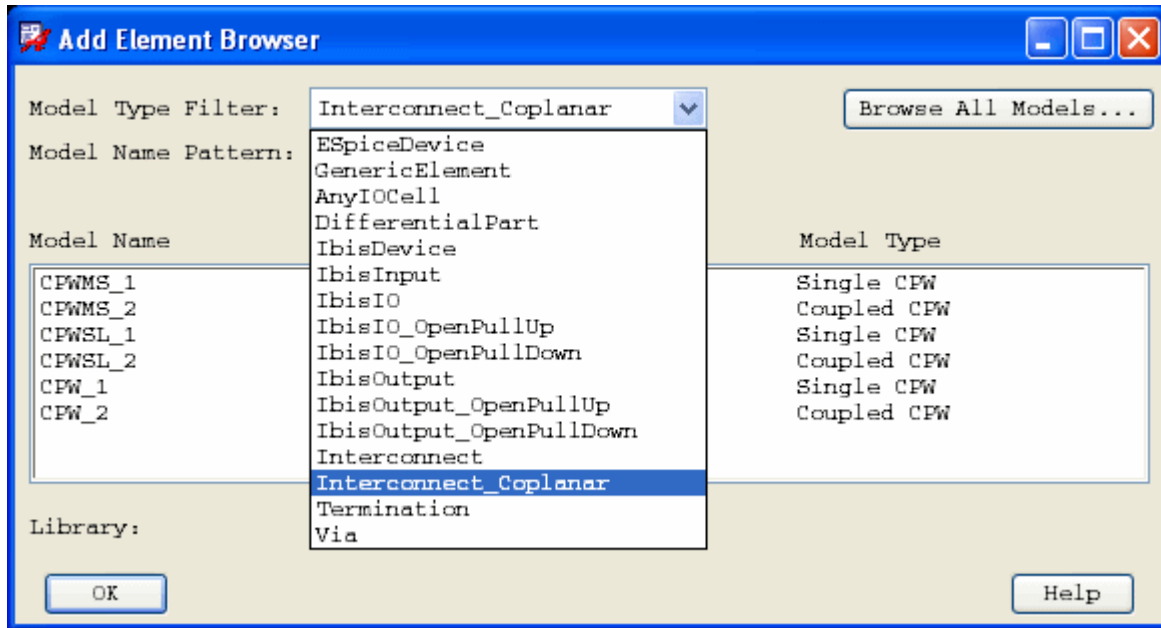 Add Element Browser
Model Type Filter: Interconnect_Coplanar Browse All Models...
Model Name Pattern:
ESpiceDevice
GenericElement
AnyIOCell
DifferentialPart
IbisDevice
IbisInput
IbisIO
IbisIO_OpenPullUp
IbisIO_OpenPullDown
IbisOutput
IbisOutput_OpenPullUp
IbisOutput_OpenPullDown
Interconnect
Interconnect_Coplanar
Termination
Via
Model Name Model Type
CPWMS_1 Single CPW
CPWMS_2 Coupled CPW
CPWSL_1 Single CPW
CPWSL_2 Coupled CPW
CPW_1 Single CPW
CPW_2 Coupled CPW
Library:
OK Help